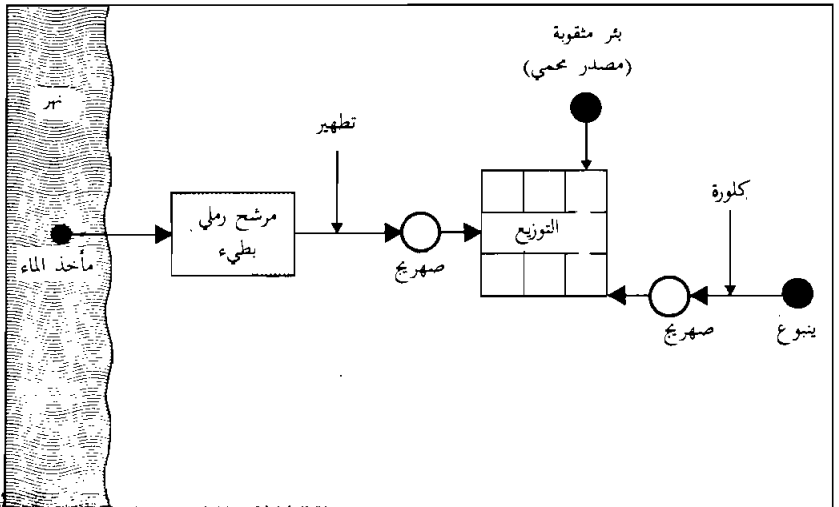 بئر مثقوبة
(مصدر محمي)
نهر
تطهير
كلورة
مرشح رملي
بطيء
التوزيع
مأخذ الماء
صهريج
صهريج
ينبوع